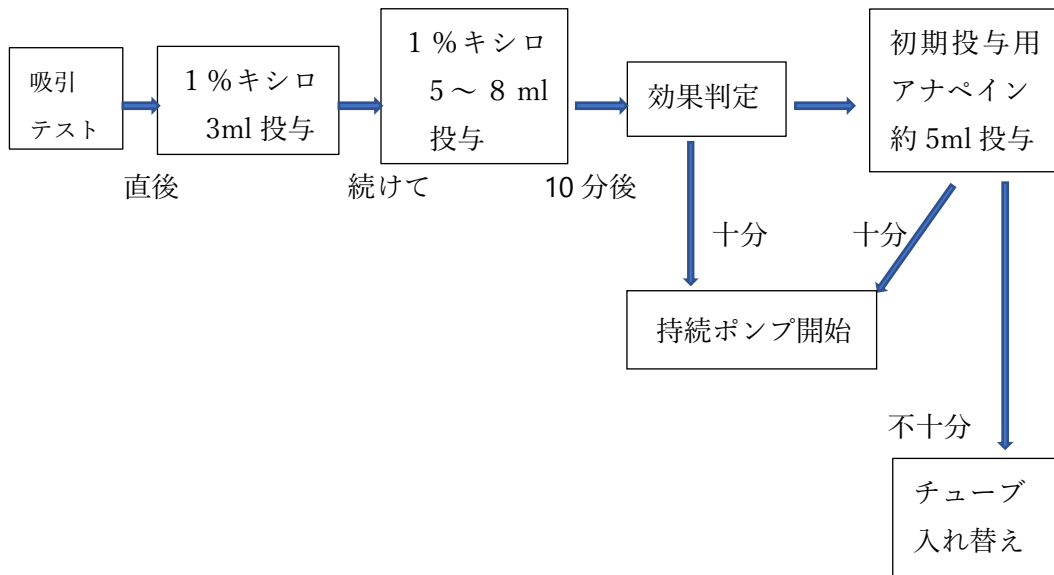 吸引
テスト
１%キシロ
3ml 投与
１%キシロ
５～８ml
投与
効果判定
初期投与用
アナペイン
約 5ml 投与
直後
続けて
10 分後
十分
十分
持続ポンプ開始
不十分
チューブ
入れ替え